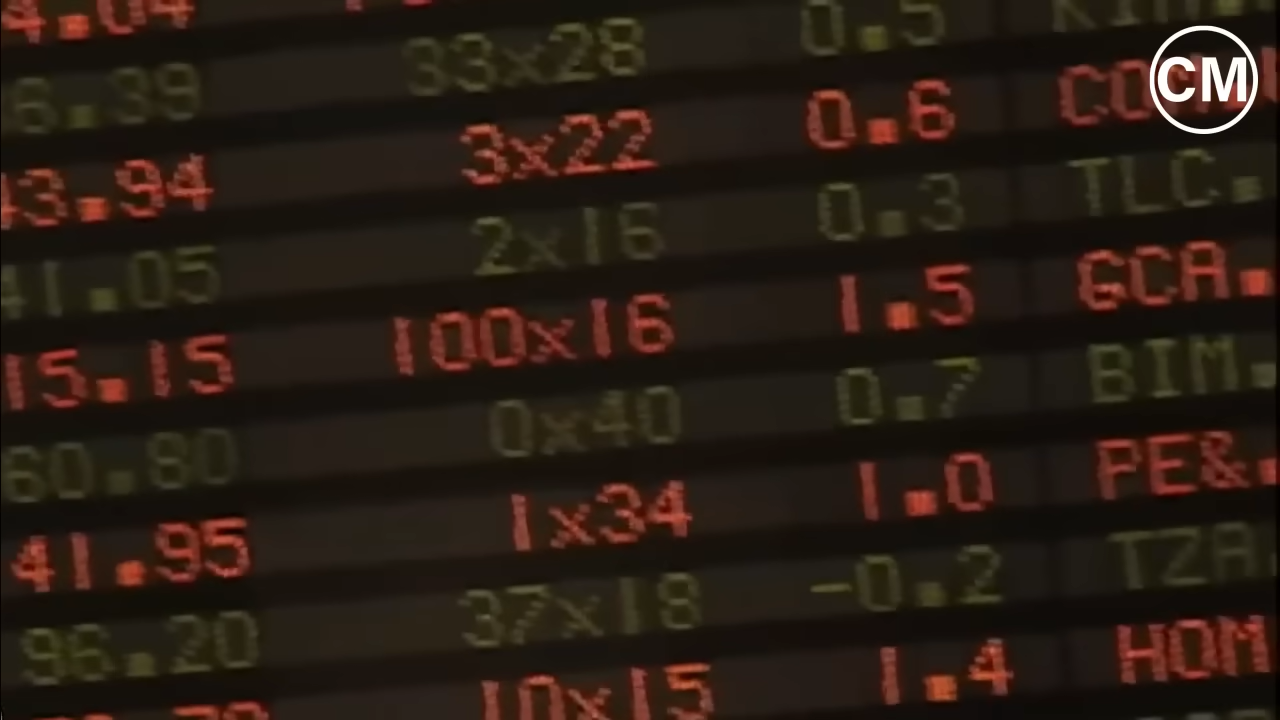 4.04
6.39 33x28 0.5
CM
43.94 3x22 0.6
41.05 2x16 0.3 TLC.
15.15 100x16 1.5 GCA.
60.80 0x40 0.7 BIM.
41.95 1x34 1.0 PE&.
96.20 37x18 -0.2 TZA
10x15 1.4 HOM